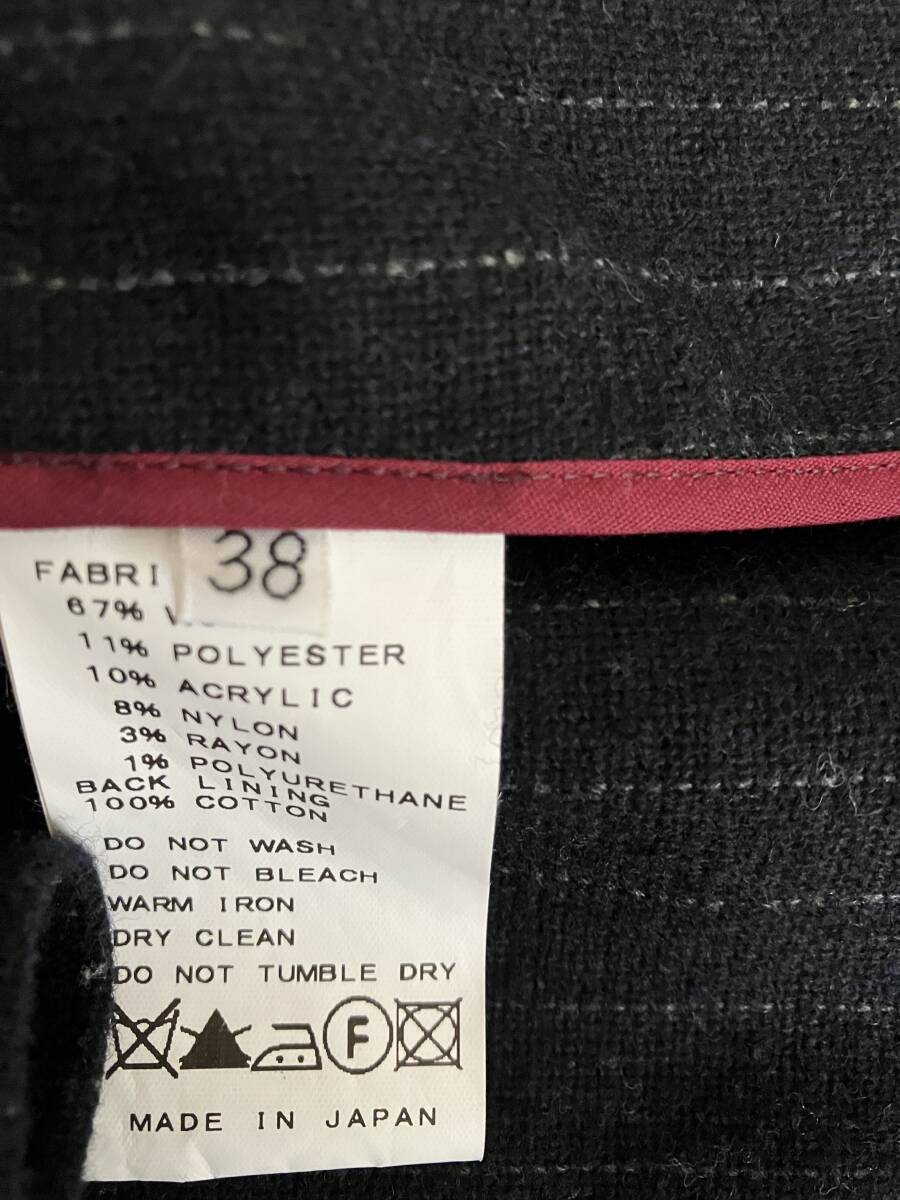 38
FABRI
67%
11% POLYESTER
10% ACRYLIC
8% NYLON
3% RAYON
1% POLYURETHANE
BACK LINING
100% COTTON
DO NOT WASH
DO NOT BLEACH
WARM IRON
DRY CLEAN
DO NOT TUMBLE DRY
F
MADE IN JAPAN